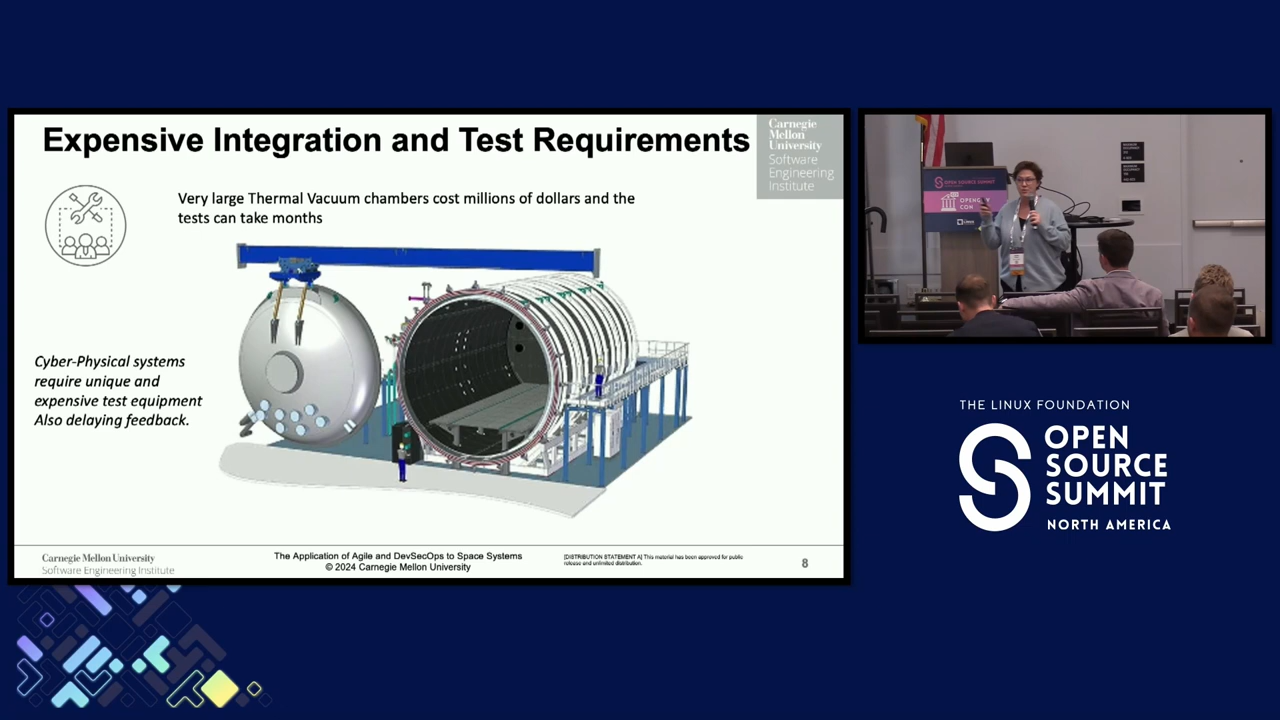 Expensive Integration and Test Requirements
Carnegie
Mellon
University
Software
Engineering
Institute
Very large Thermal Vacuum chambers cost millions of dollars and the
tests can take months
Cyber-Physical systems
require unique and
expensive test equipment
Also delaying feedback.
Carnegie Mellon University
Software Engineering Institute
The Application of Agile and DevSecOps to Space Systems
© 2024 Carnegie Mellon University
[DISTRIBUTION STATEMENT A] This material has been approved for public
release and unlimited distribution.
8
OPEN SOURCE SUMMIT
OPENGOV
CON
THE LINUX FOUNDATION
OPEN
SOURCE
SUMMIT
NORTH AMERICA